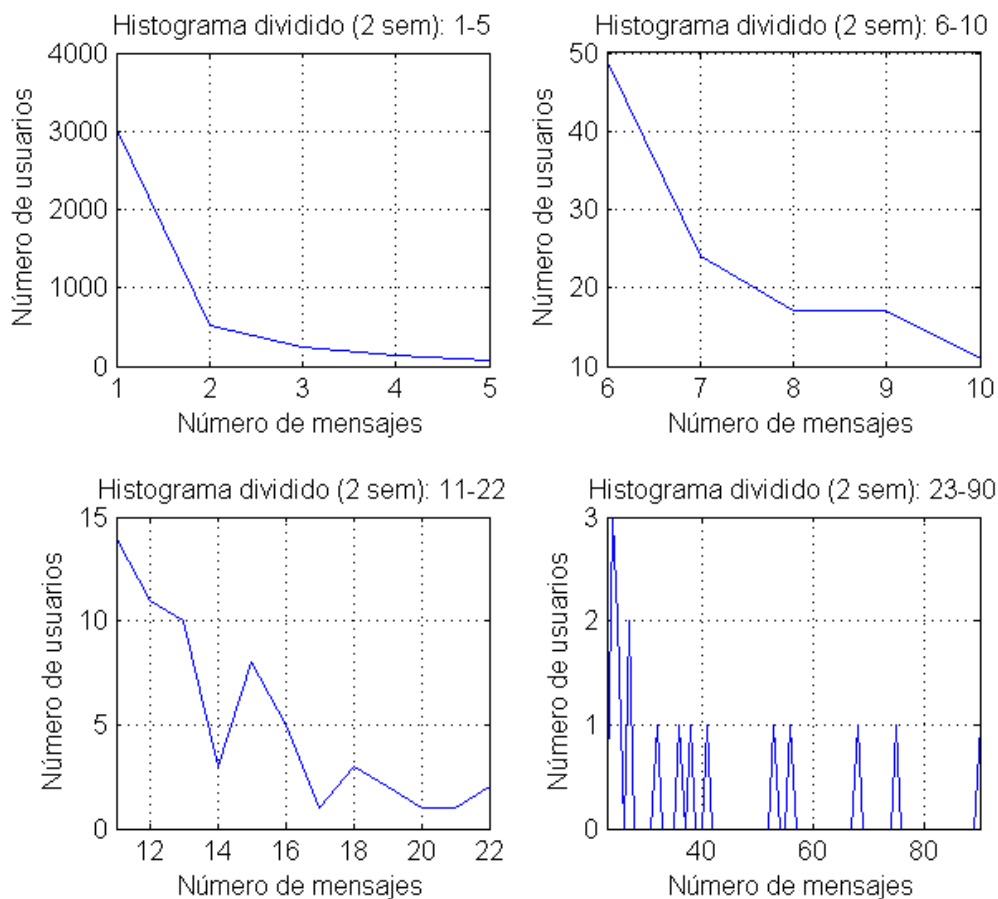 Histograma dividido (2 sem): 1-5
4000
3000
2000
1000
0
Número de usuarios
1 2 3 4 5
Número de mensajes
Histograma dividido (2 sem): 6-10
50
40
30
20
10
Número de usuarios
6 7 8 9 10
Número de mensajes
Histograma dividido (2 sem): 11-22
15
10
5
0
Número de usuarios
12 14 16 18 20 22
Número de mensajes
Histograma dividido (2 sem): 23-90
3
2
1
0
Número de usuarios
40 60 80
Número de mensajes